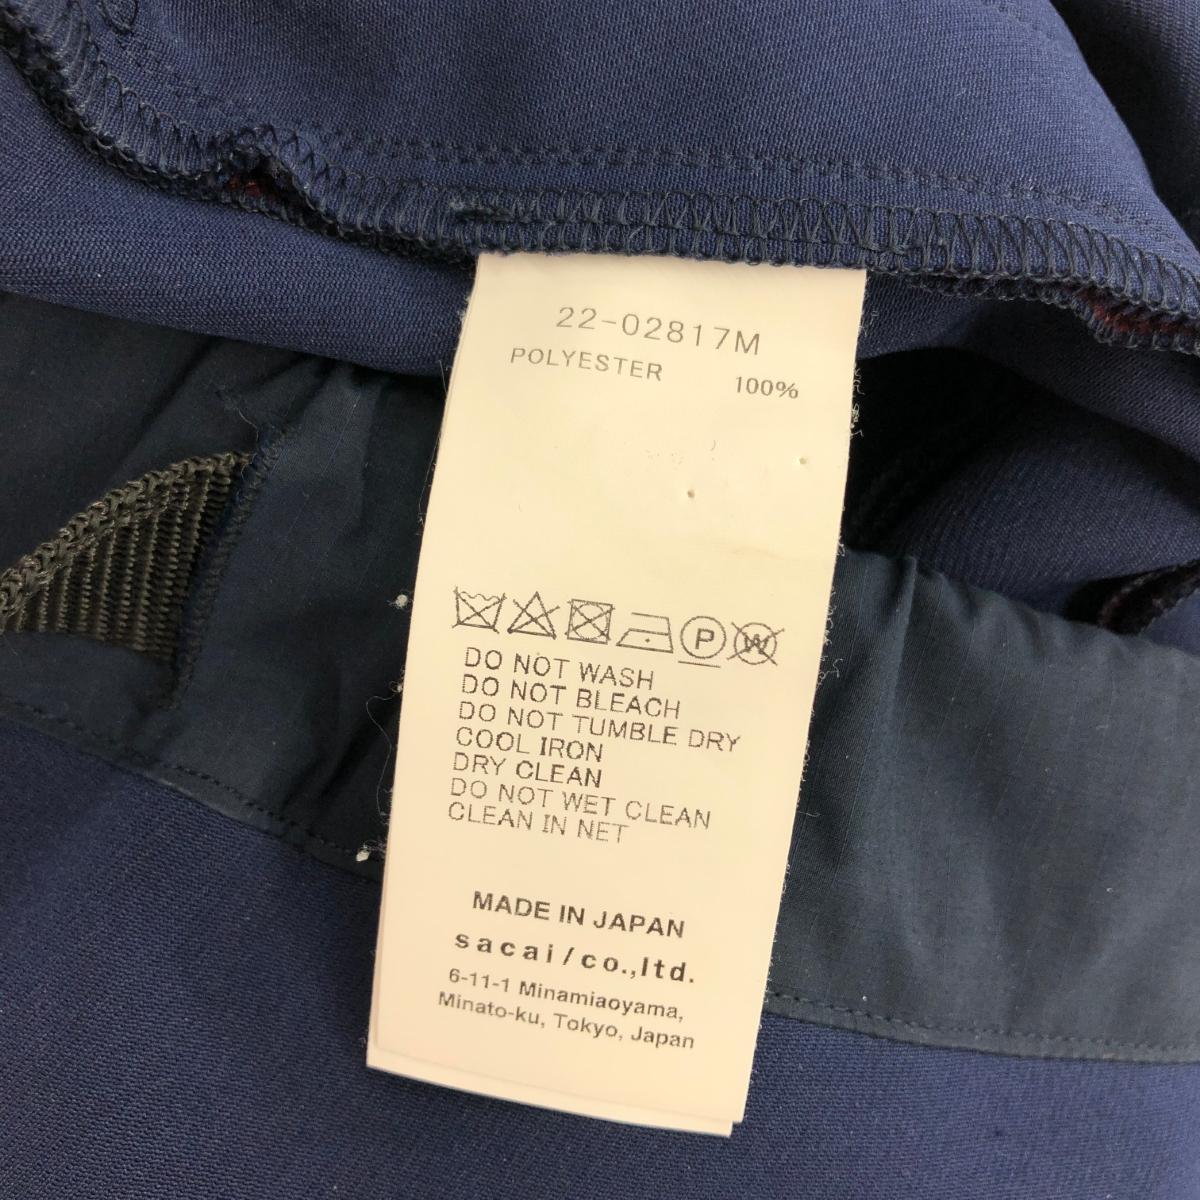 22-02817M
POLYESTER 100%
P W
DO NOT WASH
DO NOT BLEACH
DO NOT TUMBLE DRY
COOL IRON
DRY CLEAN
DO NOT WET CLEAN
CLEAN IN NET
MADE IN JAPAN
sacai/co.,ltd.
6-11-1 Minamiaoyama,
Minato-ku, Tokyo, Japan